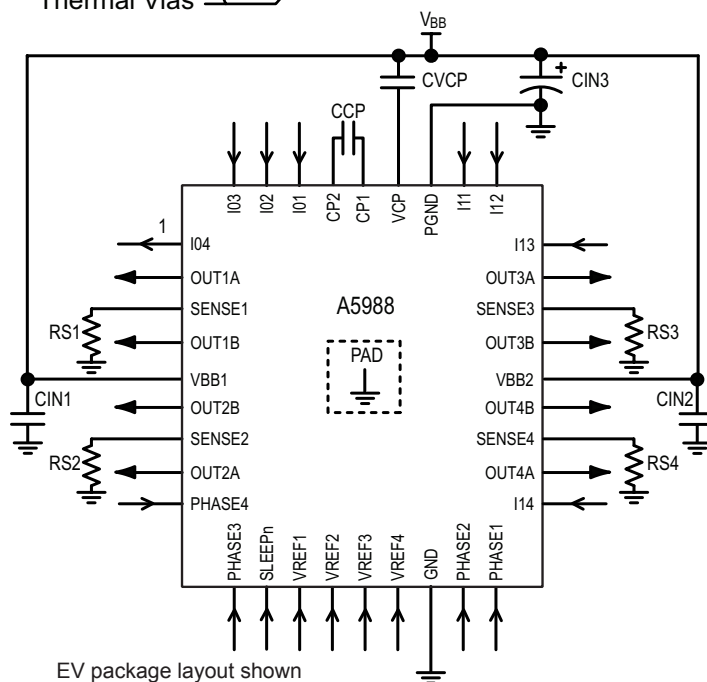 Thermal Vias
VBB
CVCP
CIN3
+
CCP
I03
I02
I01
CP2
CP1
VCP
PGND
I11
I12
1
I04
I13
OUT1A
OUT3A
SENSE1
A5988
SENSE3
RS1
RS3
OUT1B
PAD
OUT3B
VBB1
VBB2
CIN1
CIN2
OUT2B
OUT4B
SENSE2
SENSE4
RS2
RS4
OUT2A
OUT4A
PHASE4
I14
PHASE3
SLEEPn
VREF1
VREF2
VREF3
VREF4
GND
PHASE2
PHASE1
EV package layout shown